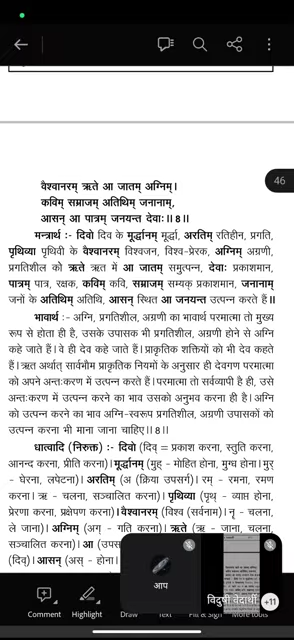 वैश्वानरम् ऋते आ जातम् अग्निम्।
46
कविम् सम्राजम् अतिथिम् जनानाम्,
आसन् आ पात्रम् जनयन्त देवाः।।8।।
मन्त्रार्थ :- दिवो दिव के मूर्द्धानम् मूर्द्धा, अरतिम् रतिहीन, प्रगति,
पृथिव्या पृथिवी के वैश्वानरम् विश्वजन, विश्व-प्रेरक, अग्निम् अग्रणी,
प्रगतिशील को ऋते ऋत में आ जातम् समुत्पन्न, देवाः प्रकाशमान,
पात्रम् पात्र, रक्षक, कविम् कवि, सम्राजम् सम्यक् प्रकाशमान, जनानाम्
जनों के अतिथिम् अतिथि, आसन् स्थित आ जनयन्त उत्पन्न करते हैं।।
भावार्थ :- अग्नि, प्रगतिशील, अग्रणी का भावार्थ परमात्मा तो मुख्य
रूप से होता ही है, उसके उपासक भी प्रगतिशील, अग्रणी होने से अग्नि
कहे जाते हैं। वे ही देव कहे जाते हैं। प्राकृतिक शक्तियों को भी देव कहते
हैं। ऋत अर्थात् सार्वभौम प्राकृतिक नियमों के अनुसार ही देवगण परमात्मा
को अपने अन्तःकरण में उत्पन्न करते हैं। परमात्मा तो सर्वव्यापी है ही, उसे
अन्तःकरण में उत्पन्न करने का भाव उसको अनुभव करना ही है। अग्नि
को उत्पन्न करने का भाव अग्नि-स्वरूप प्रगतिशील, अग्रणी उपासकों को
उत्पन्न करना भी माना जाना चाहिए।।8।।
धात्वादि (निरुक्त) :- दिवो (दिव् = प्रकाश करना, स्तुति करना,
आनन्द करना, प्रीति करना)। मूर्द्धानम् (मुह् - मोहित होना, मुग्ध होना। मुर्
- घेरना, लपेटना)। अरतिम् (अ (क्रिया उपसर्ग)। रम् - रमना, रमण
करना। ऋ - चलना, सञ्चालित करना)। पृथिव्या (पृथ् - व्याप्त होना,
प्रेरणा करना, प्रक्षेपण करना)। वैश्वानरम् (विश्व (सर्वनाम)। नृ - चलना,
ले जाना)। अग्निम् (अग् - गति करना)। ऋते (ऋ - जाना, चलना,
सञ्चालित करना)। आ (उपस
(दिव्)। आसन् (अस् - होना।
आप
विदुषी वेदार्थी
+11
Comment
Highlight
Draw
Text
Fill & Sign
More tools